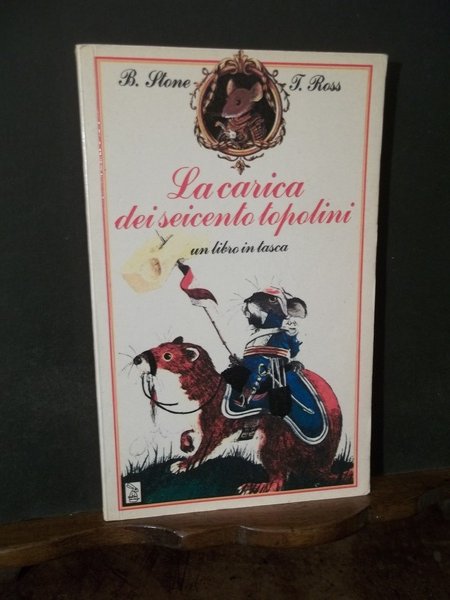 B. Stone
T. Ross
La carica
dei seicento topolini
un libro in tasca